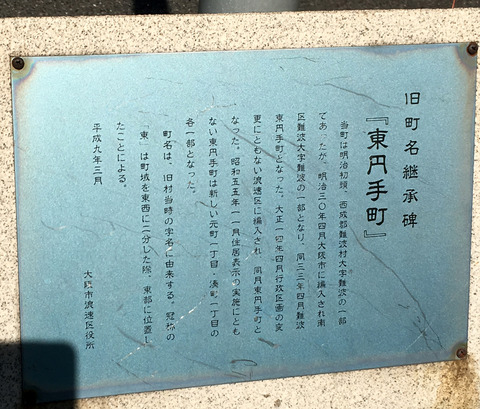 旧町名継承碑
『東円手町』
当町は明治初頭、西成郡難波村大字難波の一部
であったが、明治三〇年四月大阪市に編入され南
区難波大字難波の一部となり、同三三年四月難波
東円手町となった。大正一四年四月行政区画の変
更にともない浪速区に編入され、同月東円手町と
なった。昭和五五年一一月住居表示の実施にとも
ない東円手町は新しい元町一丁目・湊町一丁目の
各一部となった。
町名は、旧村当時の字名に由来する。冠称の
「東」は町域を東西に二分した際、東部に位置し
たことによる。
平成九年三月
大阪市浪速区役所